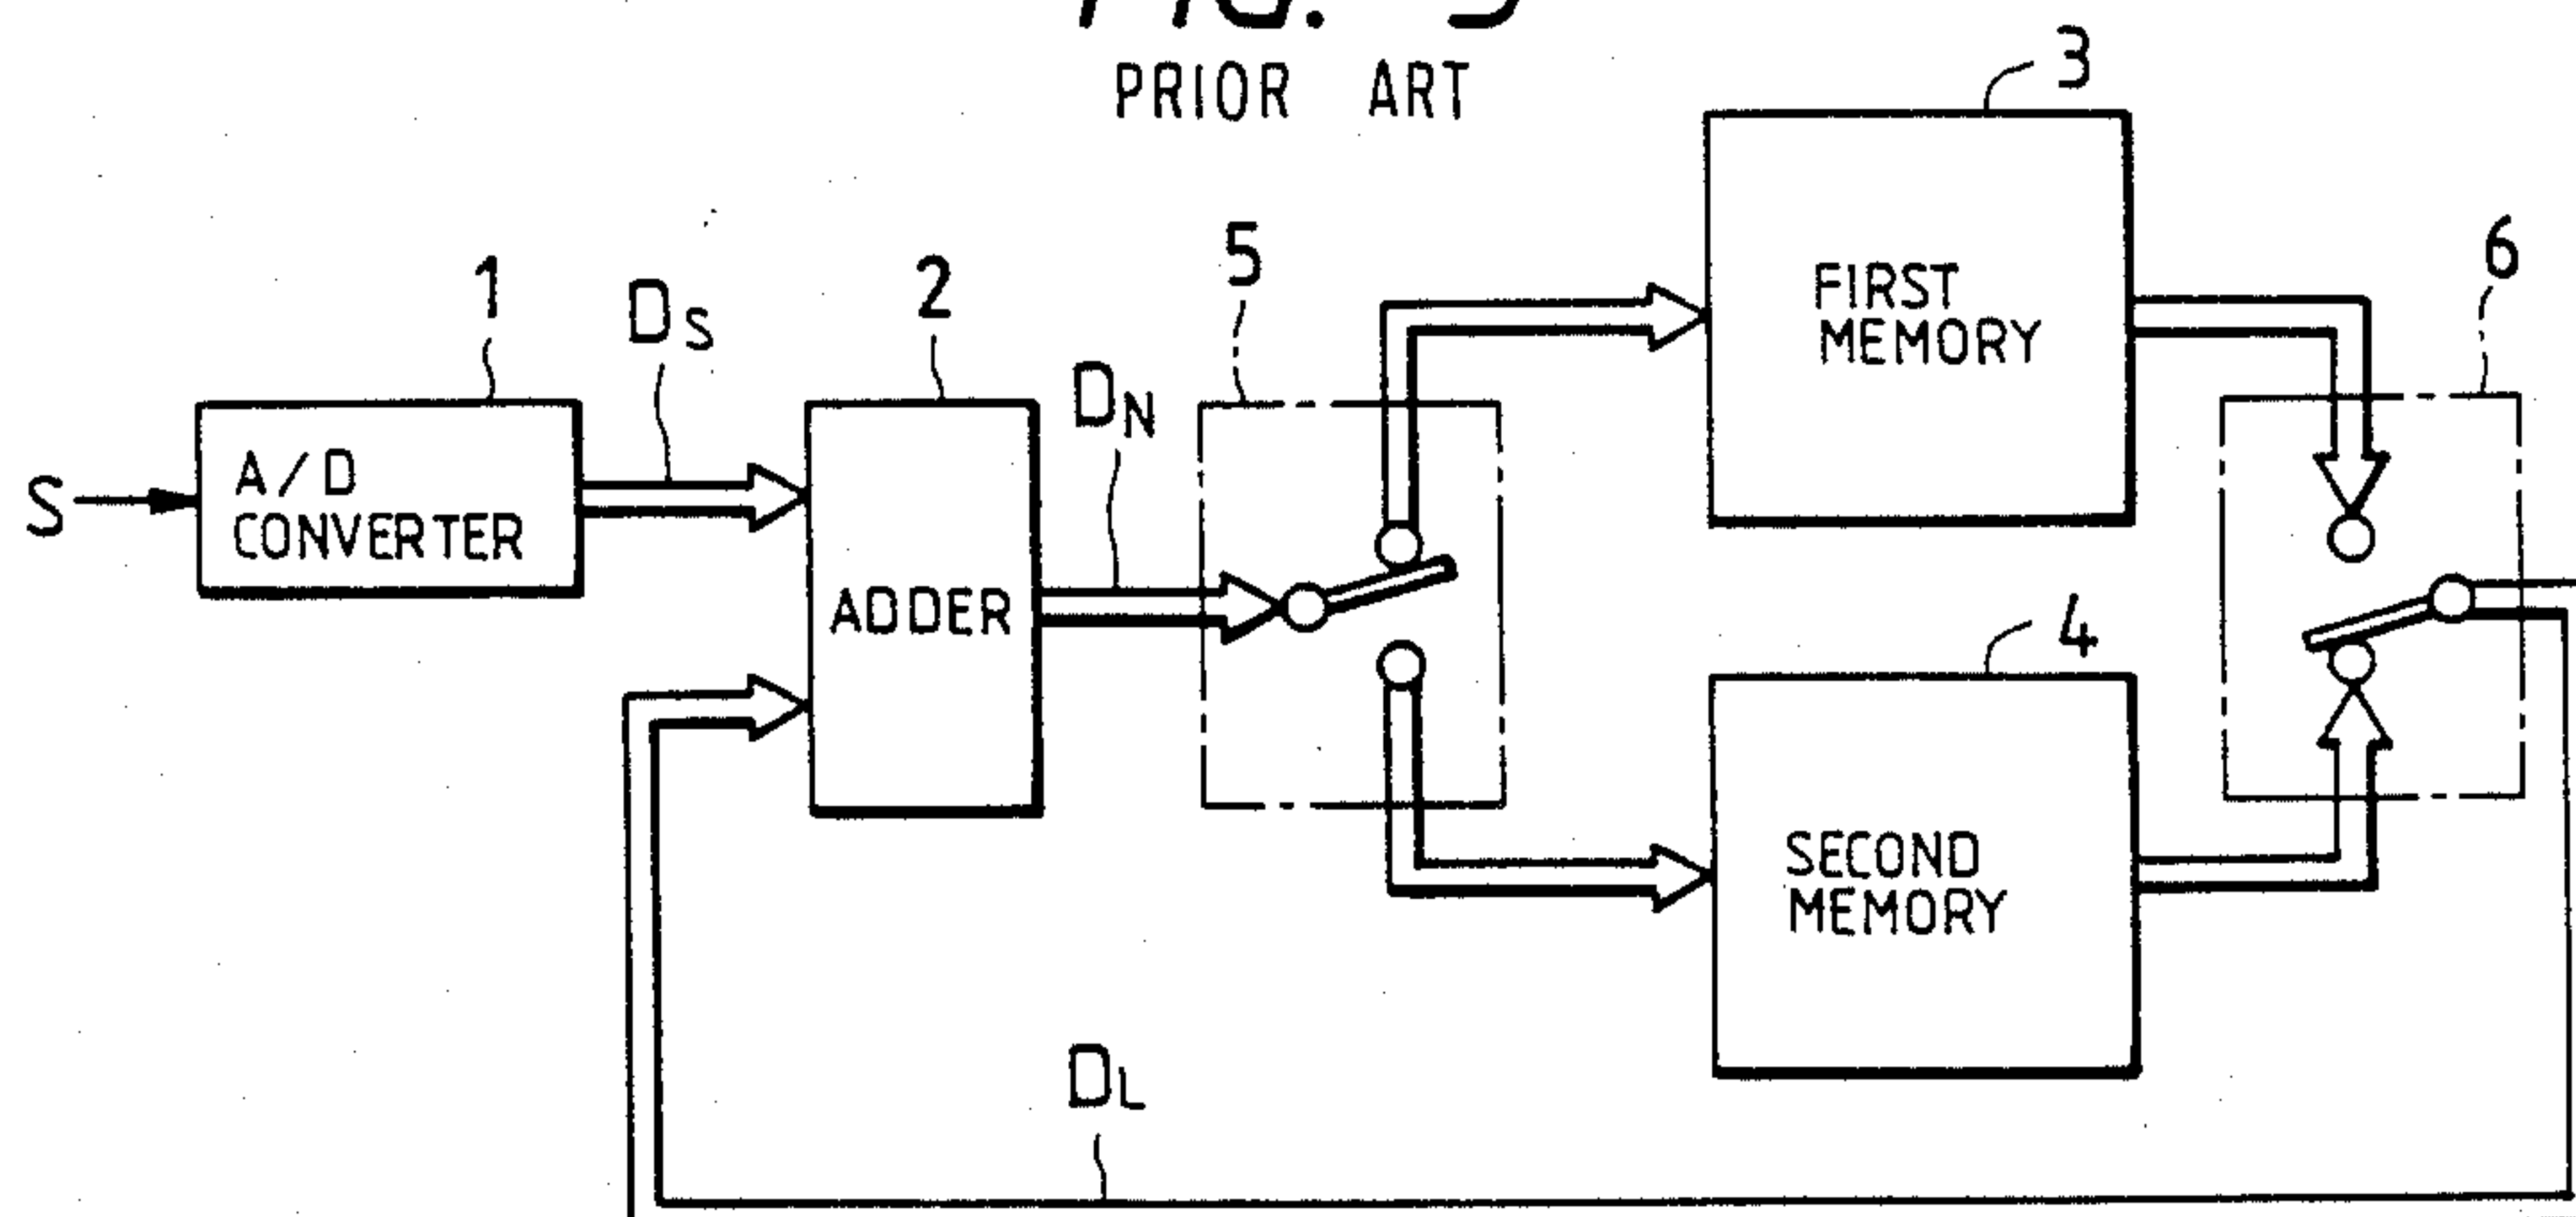 PRIOR ART
3
5
6
1
DS
2
DN
FIRST
MEMORY
S
A/D
CONVERTER
ADDER
4
SECOND
MEMORY
DL